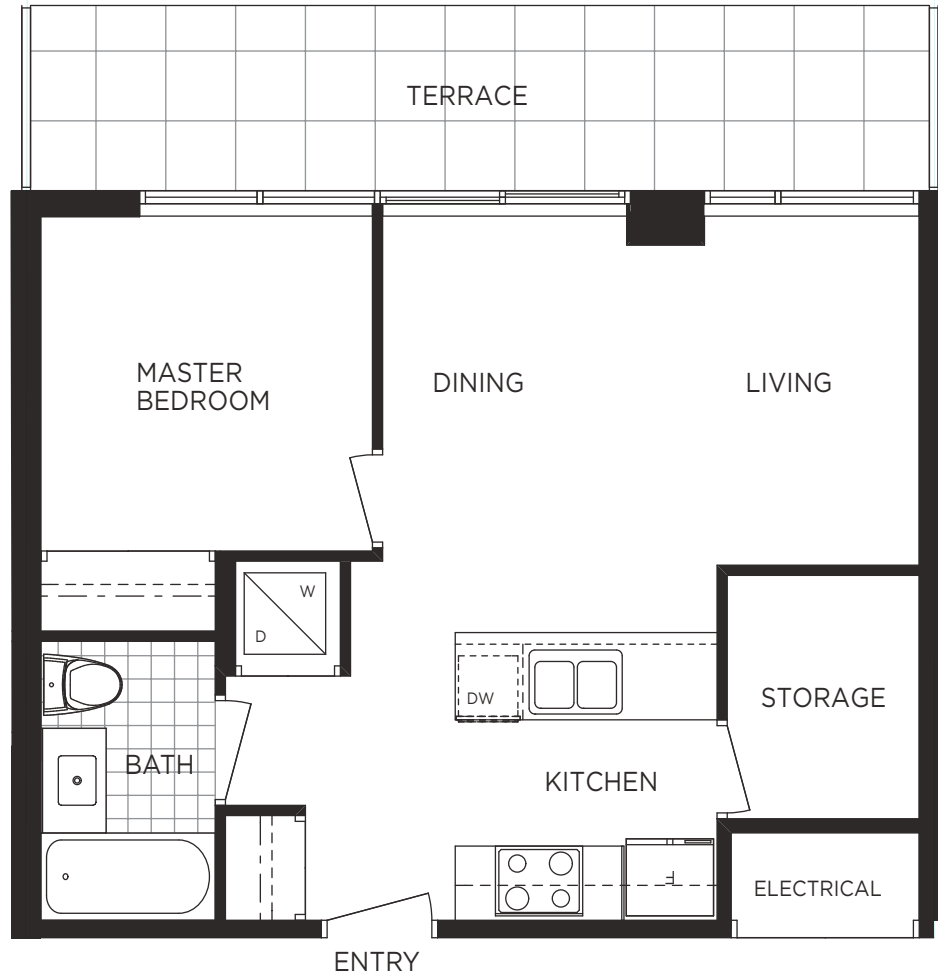 TERRACE
MASTER
BEDROOM
DINING
LIVING
W
D
DW
STORAGE
BATH
KITCHEN
F
ELECTRICAL
ENTRY